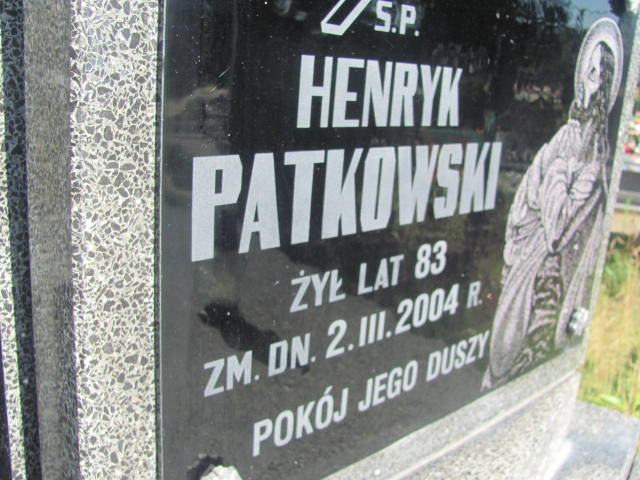 Ś.P.
HENRYK
PATKOWSKI
ŻYŁ LAT 83
ZM. DN. 2.III.2004 R.
POKÓJ JEGO DUSZY